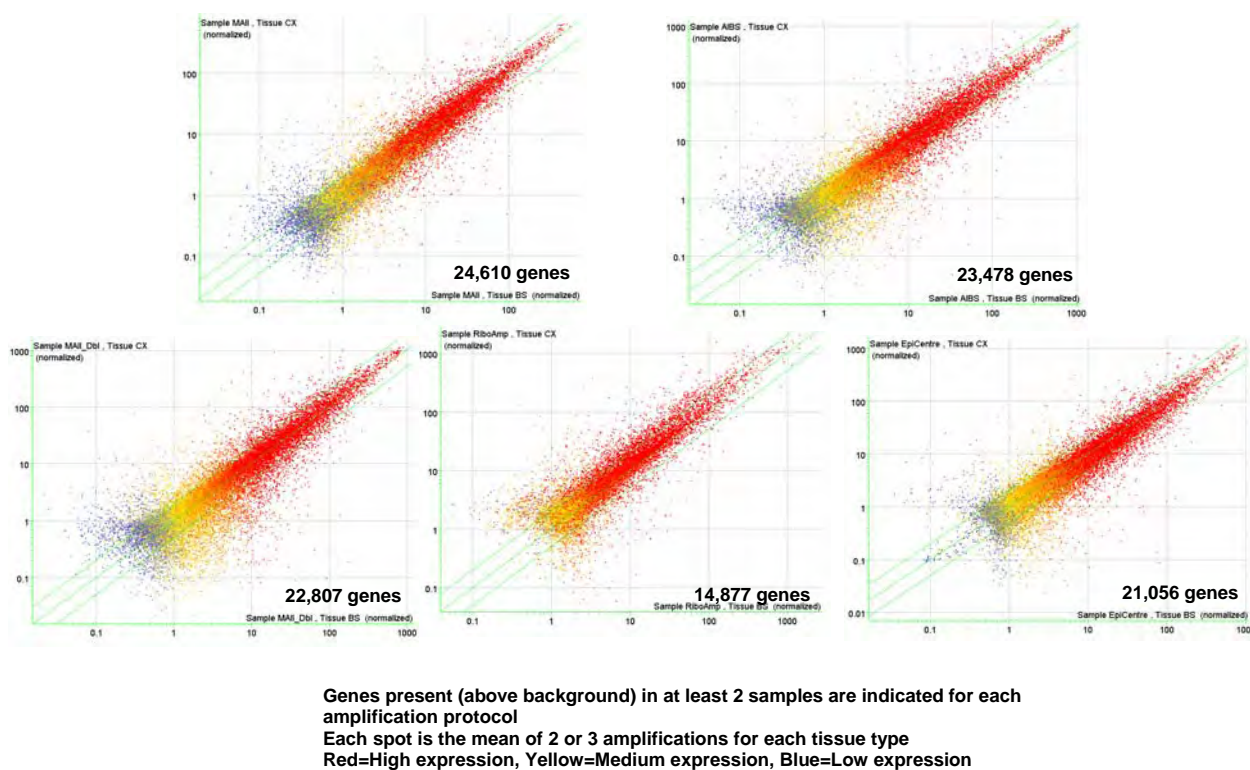 Sample MAII , Tissue CX
(normalized)
100
10
1
0.1
24,610 genes
Sample MAII , Tissue BS (normalized)
0.1
1
10
100
Sample AIBS , Tissue CX
(normalized)
1000
100
10
1
0.1
23,478 genes
Sample AIBS , Tissue BS (normalized)
0.1
1
10
100
1000
Sample MAII_Dbl , Tissue CX
(normalized)
1000
100
10
1
0.1
22,807 genes
Sample MAII_Dbl , Tissue BS (normalized)
0.1
1
10
100
1000
Sample RiboAmp , Tissue CX
(normalized)
1000
100
10
1
0.1
14,877 genes
Sample RiboAmp , Tissue BS (normalized)
0.1
1
10
100
1000
Sample EpiCentre , Tissue CX
(normalized)
1000
100
10
1
0.1
0.01
21,056 genes
Sample EpiCentre , Tissue BS (normalized)
0.1
1
10
100
1000
Genes present (above background) in at least 2 samples are indicated for each
amplification protocol
Each spot is the mean of 2 or 3 amplifications for each tissue type
Red=High expression, Yellow=Medium expression, Blue=Low expression